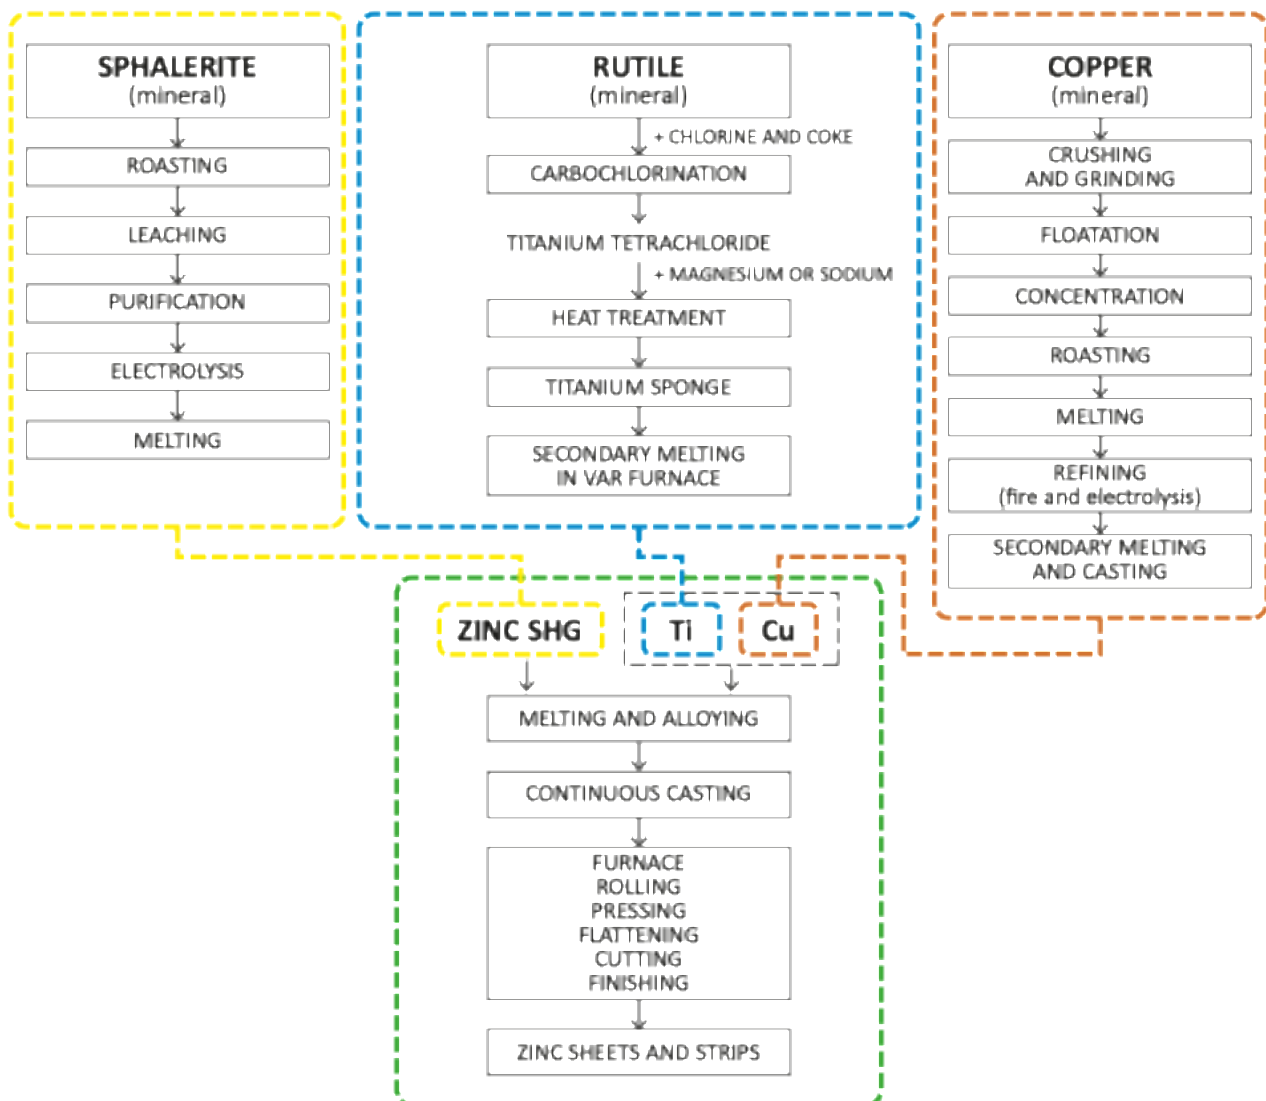 SPHALERITE
(mineral)
ROASTING
LEACHING
PURIFICATION
ELECTROLYSIS
MELTING
RUTILE
(mineral)
+ CHLORINE AND COKE
CARBOCHLORINATION
TITANIUM TETRACHLORIDE
+ MAGNESIUM OR SODIUM
HEAT TREATMENT
TITANIUM SPONGE
SECONDARY MELTING
IN VAR FURNACE
COPPER
(mineral)
CRUSHING
AND GRINDING
FLOATATION
CONCENTRATION
ROASTING
MELTING
REFINING
(fire and electrolysis)
SECONDARY MELTING
AND CASTING
ZINC SHG
Ti
Cu
MELTING AND ALLOYING
CONTINUOUS CASTING
FURNACE
ROLLING
PRESSING
FLATTENING
CUTTING
FINISHING
ZINC SHEETS AND STRIPS